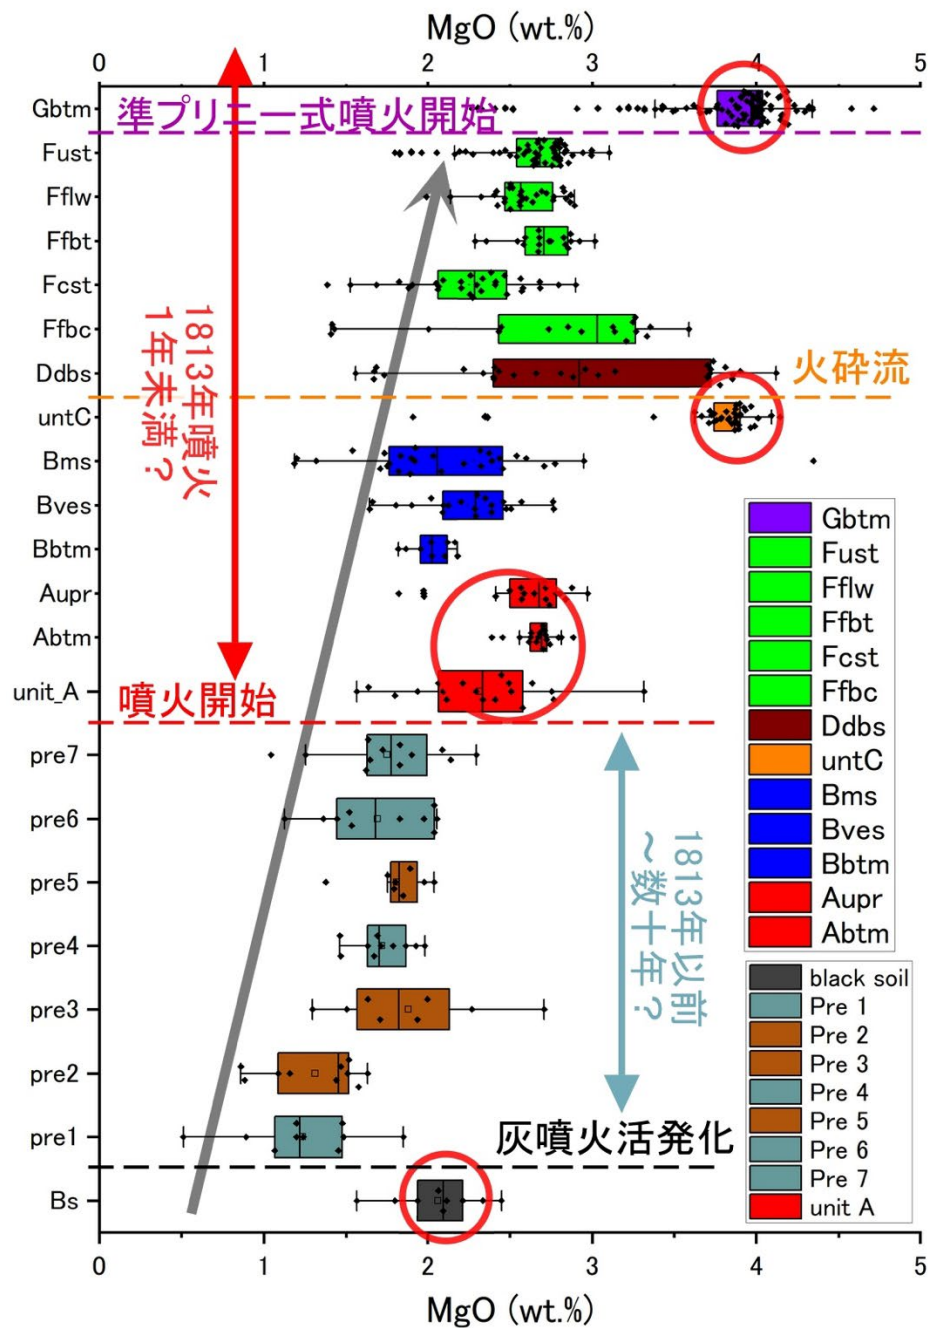 MgO (wt.%)
0 1 2 3 4 5
Gbtm
準プリニー式噴火開始
Fust
Fflw
Ffbt
Fcst
Ffbc
Ddbs
火砕流
untC
Bms
Bves
Bbtm
Aupr
Abtm
unit_A
1813年噴火
1年未満？
噴火開始
pre7
pre6
pre5
pre4
pre3
pre2
pre1
Bs
1813年以前
～数十年？
灰噴火活発化
Gbtm
Fust
Fflw
Ffbt
Fcst
Ffbc
Ddbs
untC
Bms
Bves
Bbtm
Aupr
Abtm
black soil
Pre 1
Pre 2
Pre 3
Pre 4
Pre 5
Pre 6
Pre 7
unit A
0 1 2 3 4 5
MgO (wt.%)